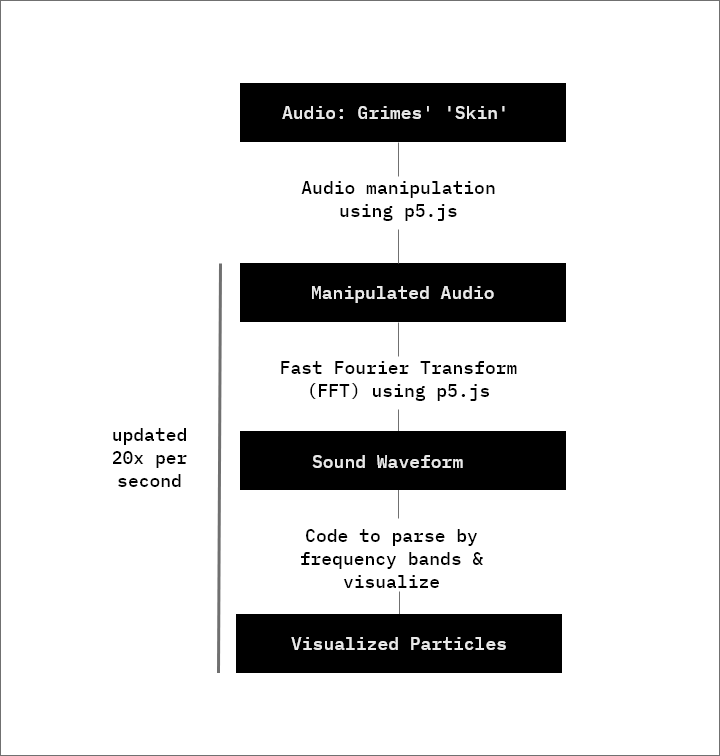 Audio: Grimes' 'Skin'
Audio manipulation
using p5.js
Manipulated Audio
Fast Fourier Transform
(FFT) using p5.js
updated
20x per
second
Sound Waveform
Code to parse by
frequency bands &
visualize
Visualized Particles